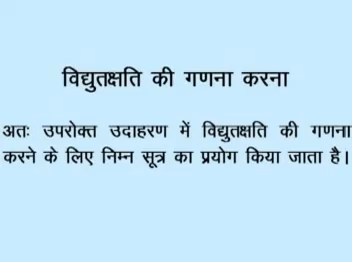 विद्युतक्षति की गणना करना
अतः उपरोक्त उदाहरण में विद्युतक्षति की गणना
करने के लिए निम्न सूत्र का प्रयोग किया जाता है।